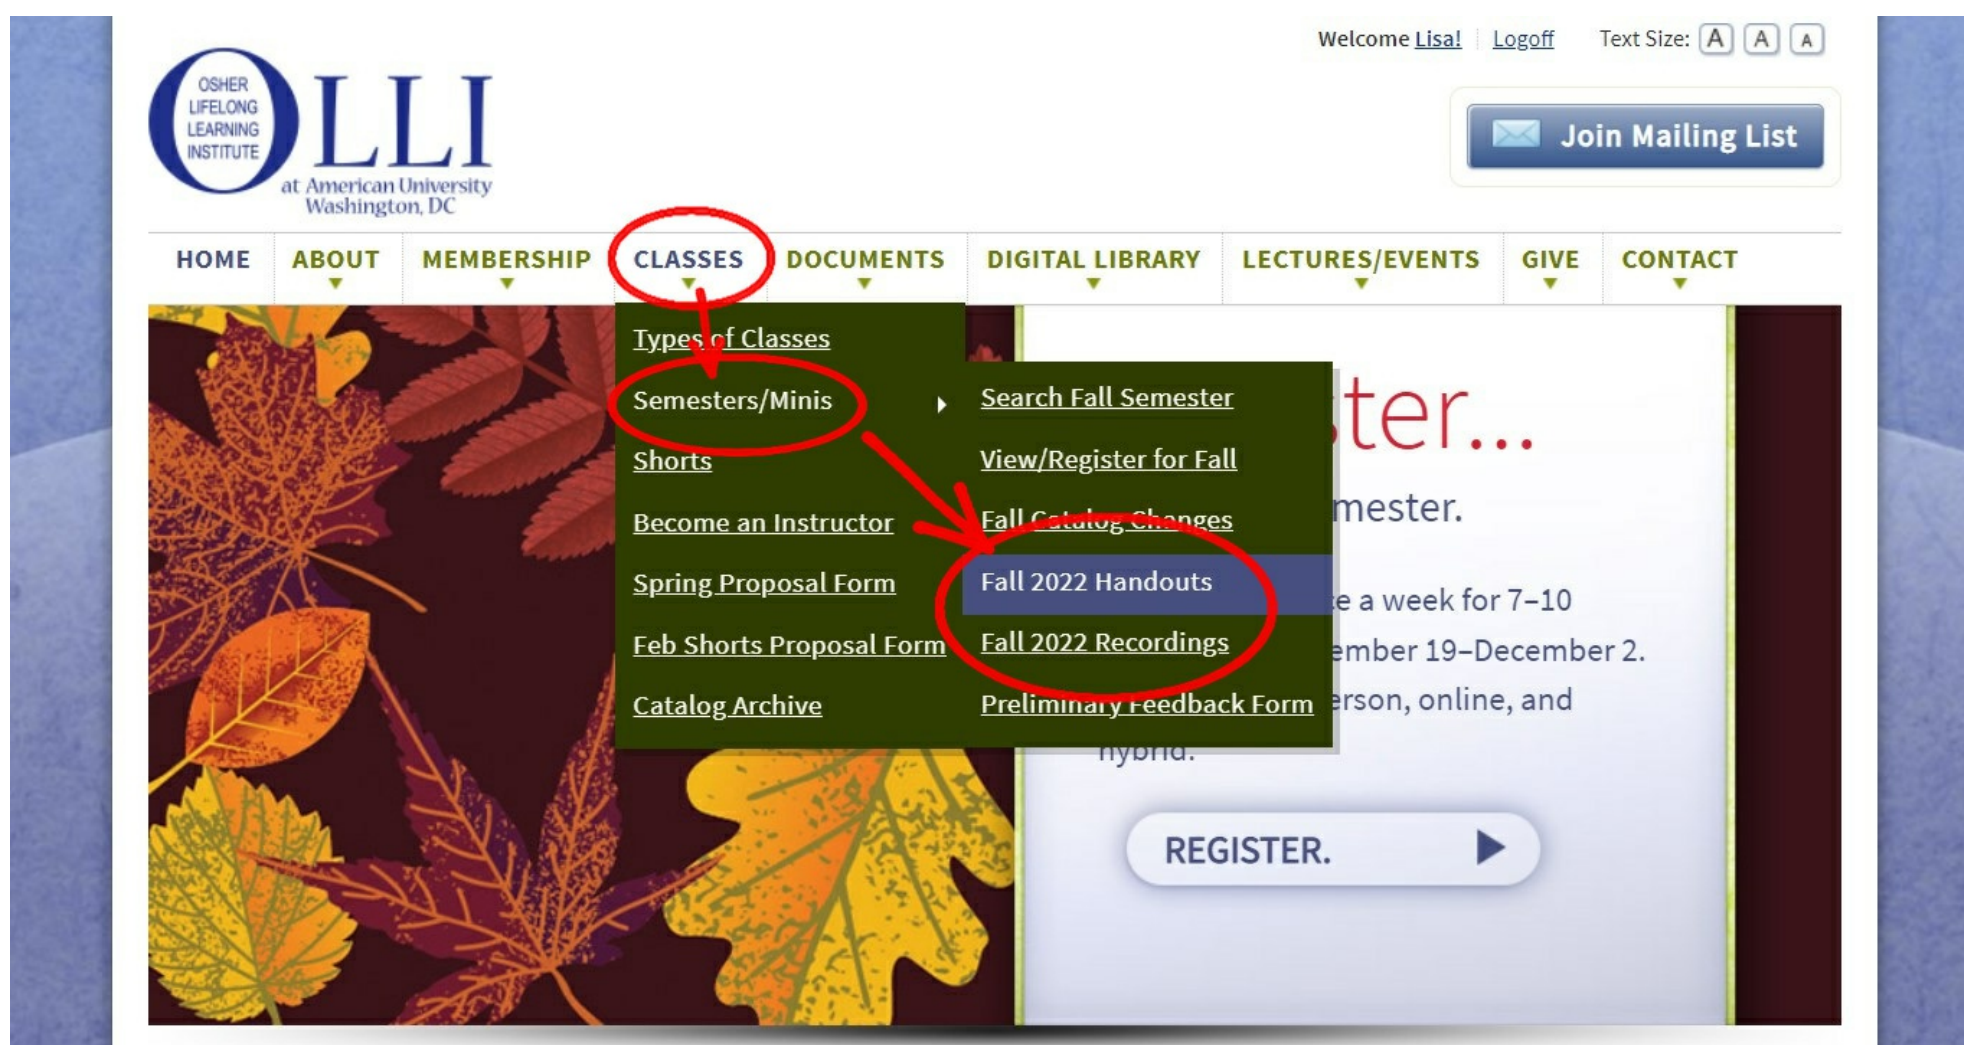 Welcome Lisa! Logoff Text Size: A A A
OSHER
LIFELONG
LEARNING
INSTITUTE
OLLI
at American University
Washington, DC
Join Mailing List
HOME ABOUT MEMBERSHIP CLASSES DOCUMENTS DIGITAL LIBRARY LECTURES/EVENTS GIVE CONTACT
Types of Classes
Semesters/Minis
Shorts
Become an Instructor
Spring Proposal Form
Feb Shorts Proposal Form
Catalog Archive
Search Fall Semester
View/Register for Fall
Fall Catalog Changes
Fall 2022 Handouts
Fall 2022 Recordings
Preliminary Feedback Form
ter...
mester.
e a week for 7–10
ember 19–December 2.
erson, online, and
hybrid.
REGISTER.